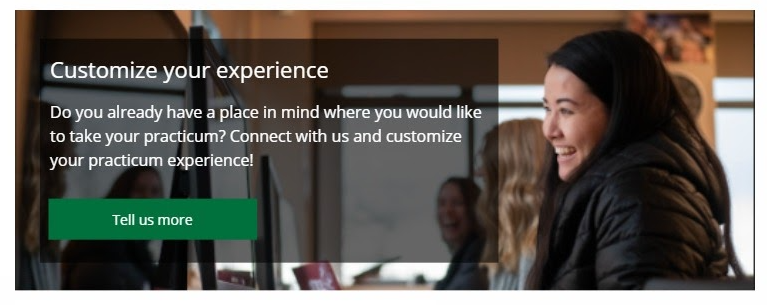 Customize your experience
Do you already have a place in mind where you would like
to take your practicum? Connect with us and customize
your practicum experience!
Tell us more